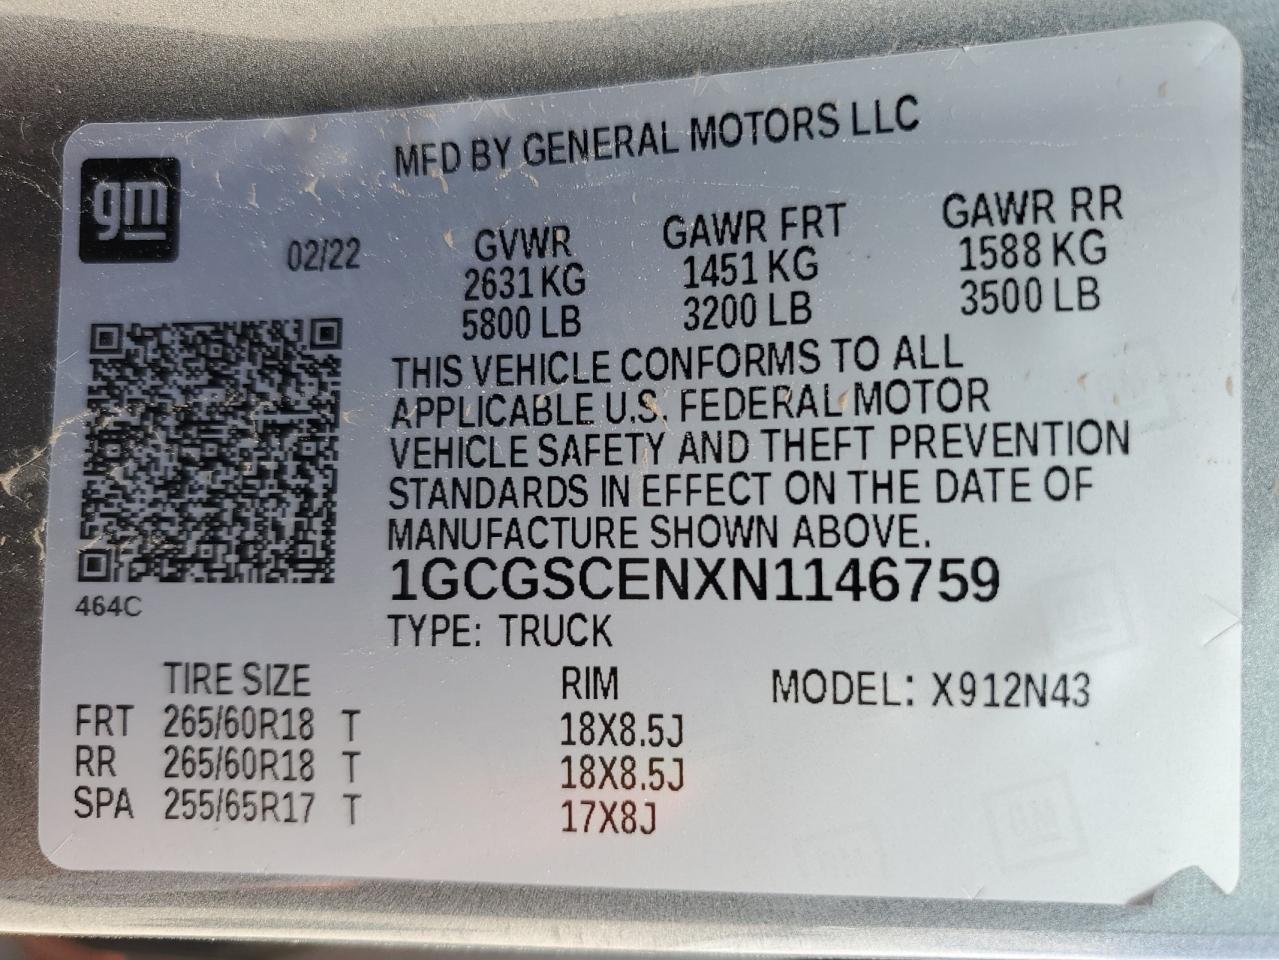 MFD BY GENERAL MOTORS LLC
gm
02/22
GVWR GAWR FRT GAWR RR
2631 KG 1451 KG 1588 KG
5800 LB 3200 LB 3500 LB
THIS VEHICLE CONFORMS TO ALL
APPLICABLE U.S. FEDERAL MOTOR
VEHICLE SAFETY AND THEFT PREVENTION
STANDARDS IN EFFECT ON THE DATE OF
MANUFACTURE SHOWN ABOVE.
1GCGSCENXN1146759
464C
TYPE: TRUCK
TIRE SIZE RIM MODEL: X912N43
FRT 265/60R18 T 18X8.5J
RR 265/60R18 T 18X8.5J
SPA 255/65R17 T 17X8J